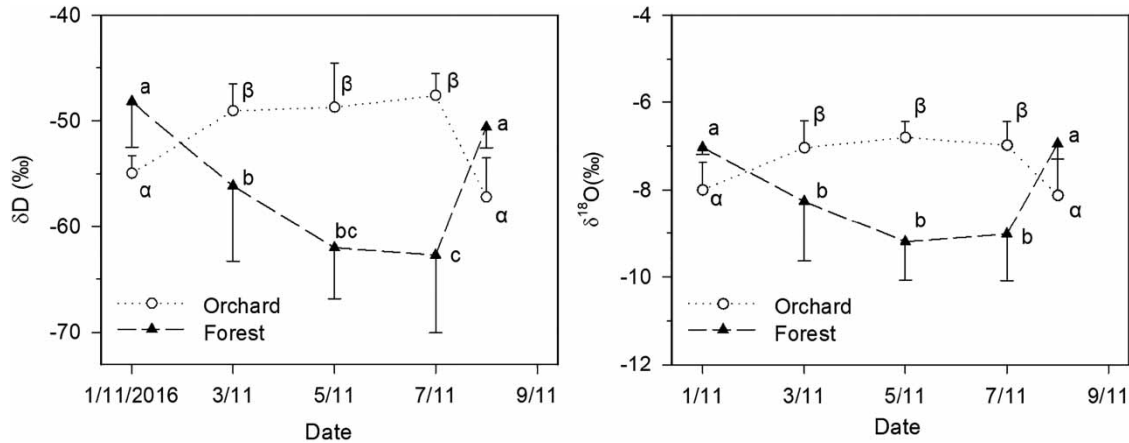 -40
-50
-60
-70
δD (‰)
a
β
β
β
a
α
b
bc
c
α
Orchard
Forest
1/11/2016 3/11 5/11 7/11 9/11
Date
-4
-6
-8
-10
-12
δ¹⁸O(‰)
a
β
β
β
a
α
b
b
b
α
Orchard
Forest
1/11 3/11 5/11 7/11 9/11
Date